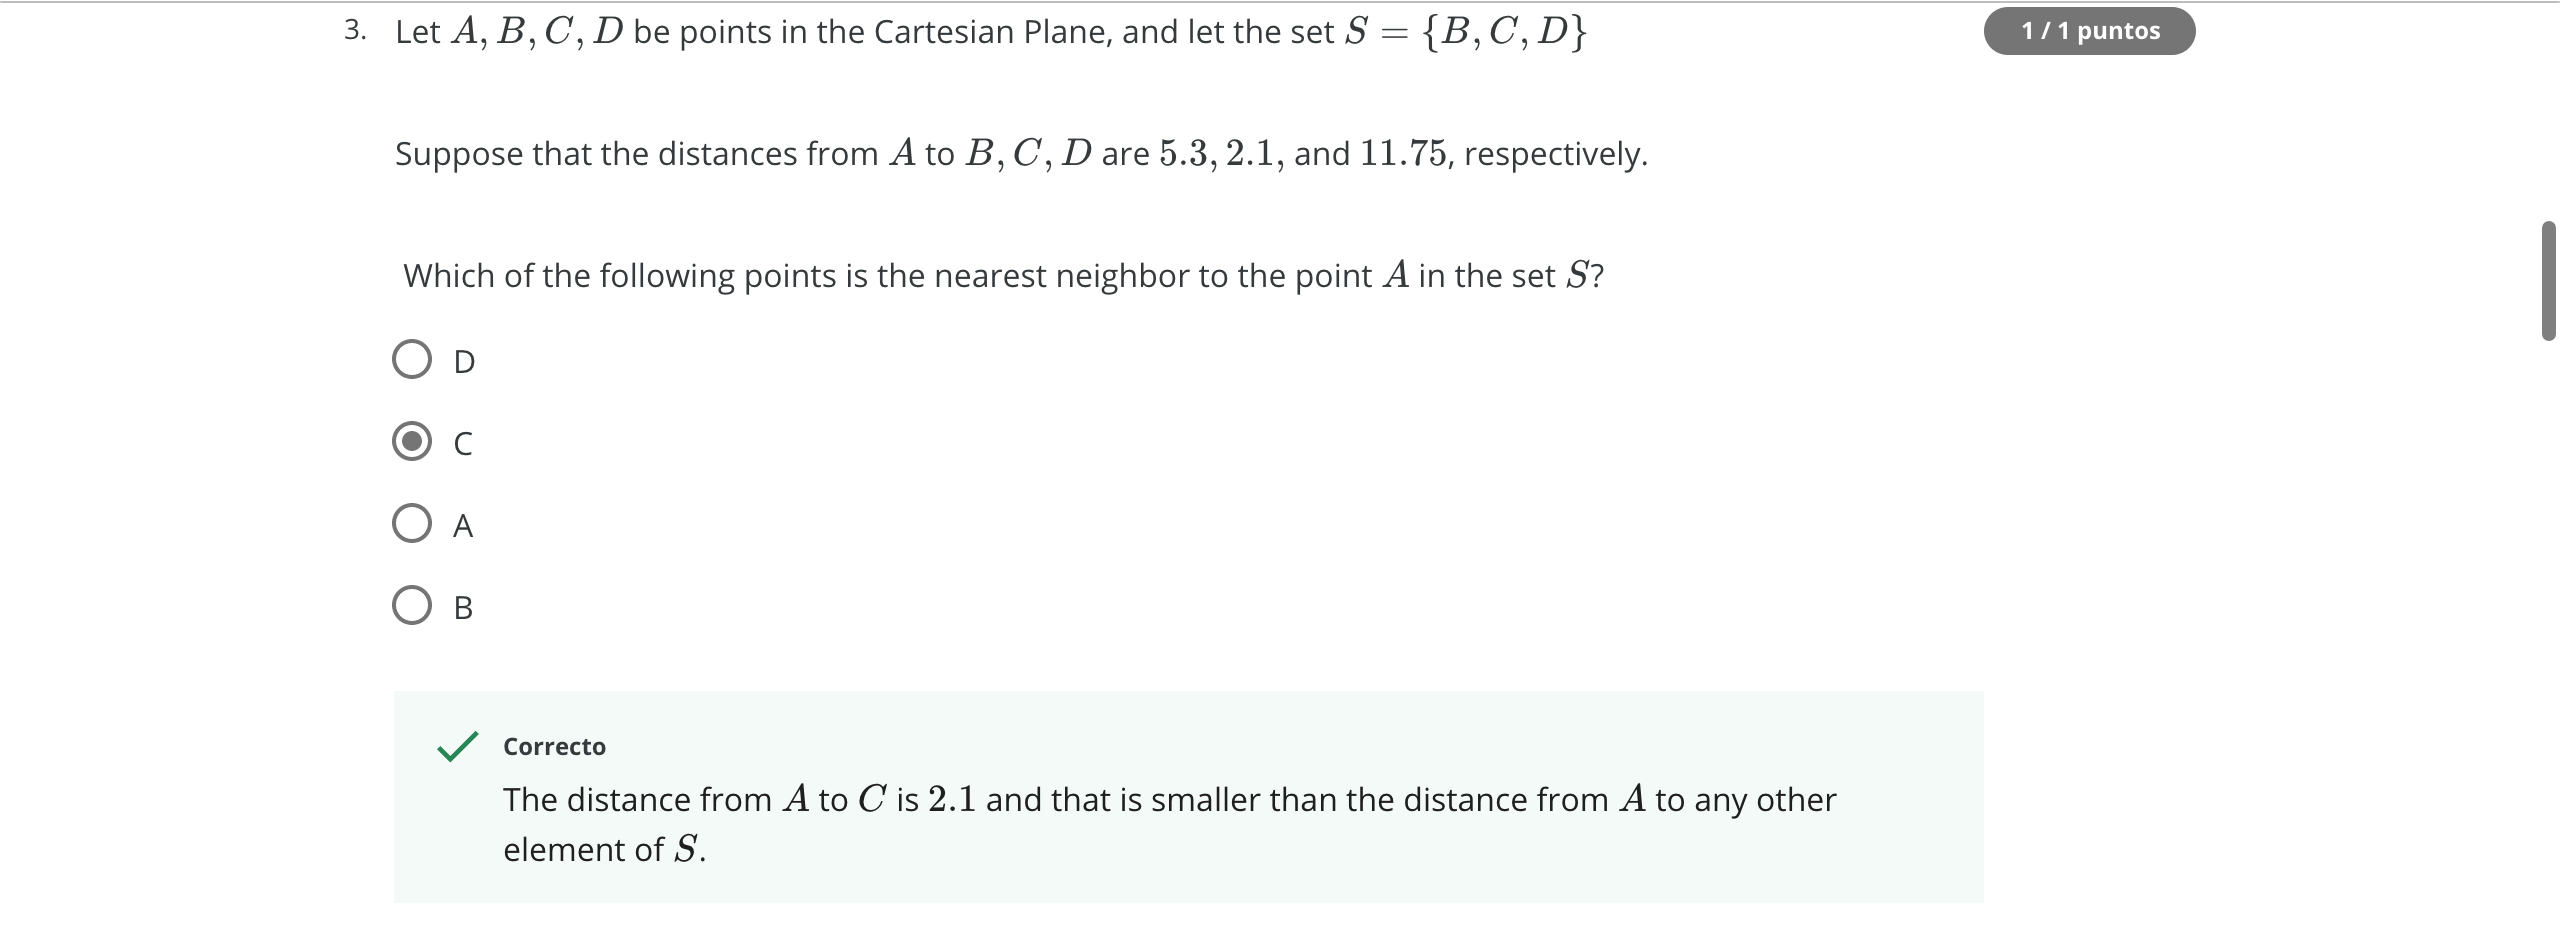 3. Let A, B, C, D be points in the Cartesian Plane, and let the set S = {B, C, D}
1 / 1 puntos
Suppose that the distances from A to B, C, D are 5.3, 2.1, and 11.75, respectively.
Which of the following points is the nearest neighbor to the point A in the set S?
D
C
A
B
Correcto
The distance from A to C is 2.1 and that is smaller than the distance from A to any other
element of S.